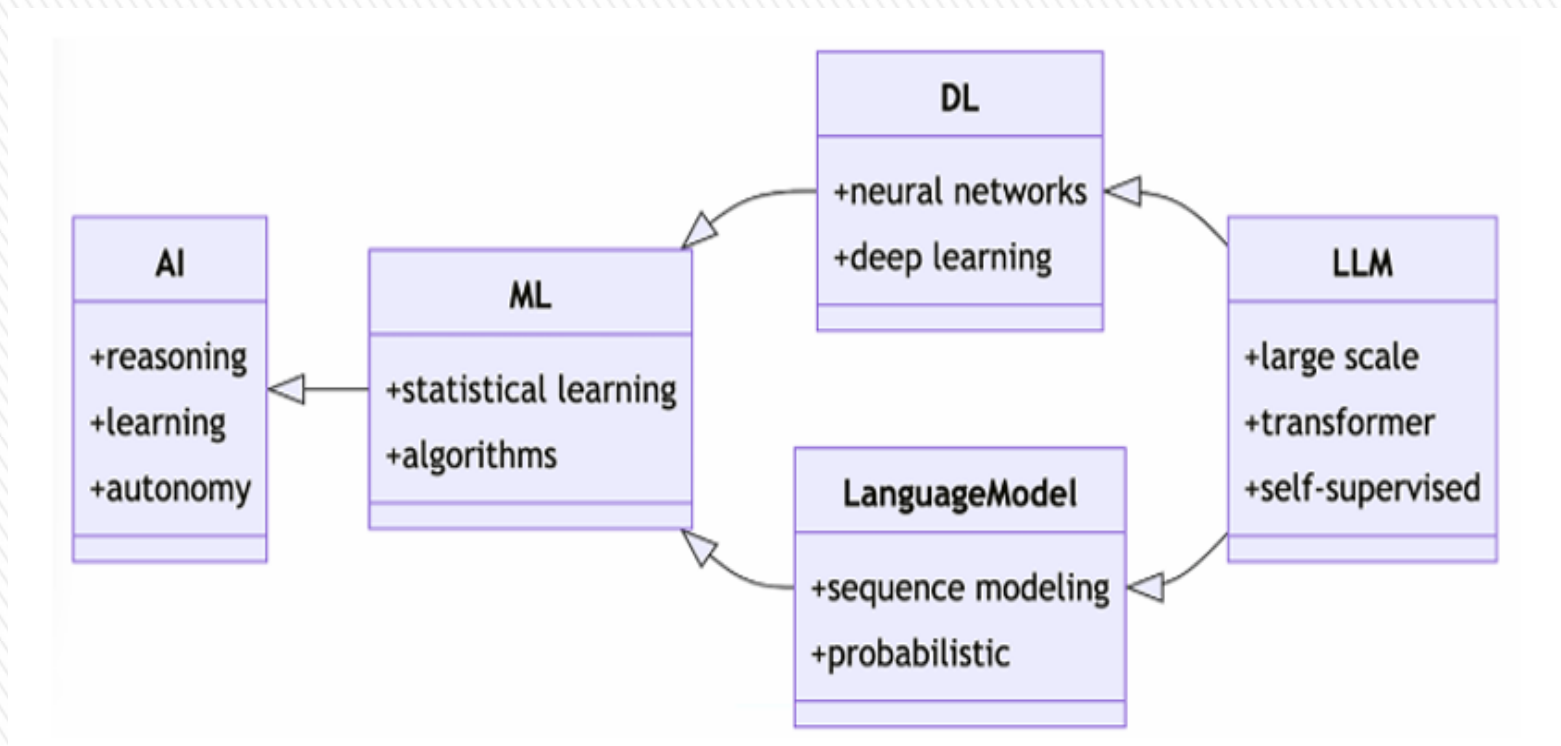 AI
+reasoning
+learning
+autonomy
ML
+statistical learning
+algorithms
DL
+neural networks
+deep learning
LanguageModel
+sequence modeling
+probabilistic
LLM
+large scale
+transformer
+self-supervised